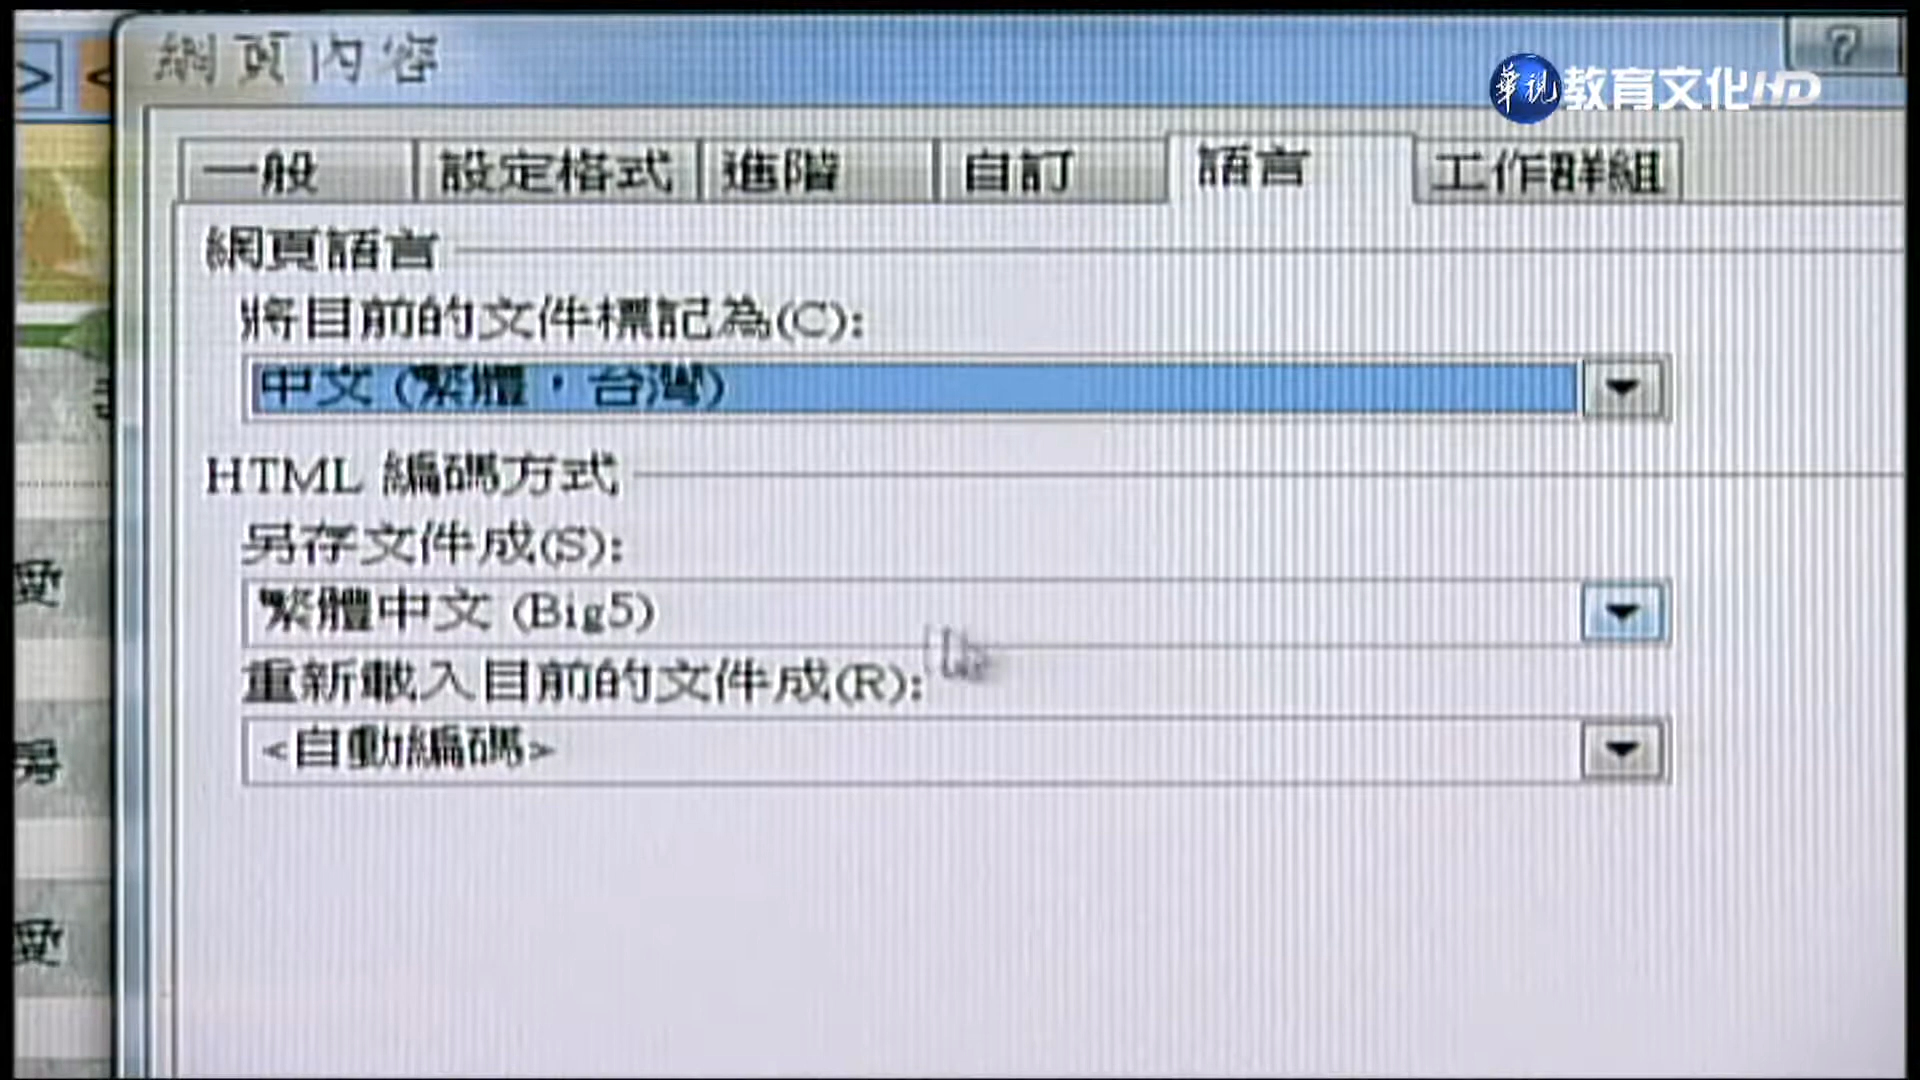 網頁內容
華視 教育文化HD
一般 設定格式 進階 自訂 語言 工作群組
網頁語言
將目前的文件標記為(C):
中文 (繁體，台灣)
HTML 編碼方式
另存文件成(S):
繁體中文 (Big5)
重新載入目前的文件成(R):
<自動編碼>
愛
房
愛